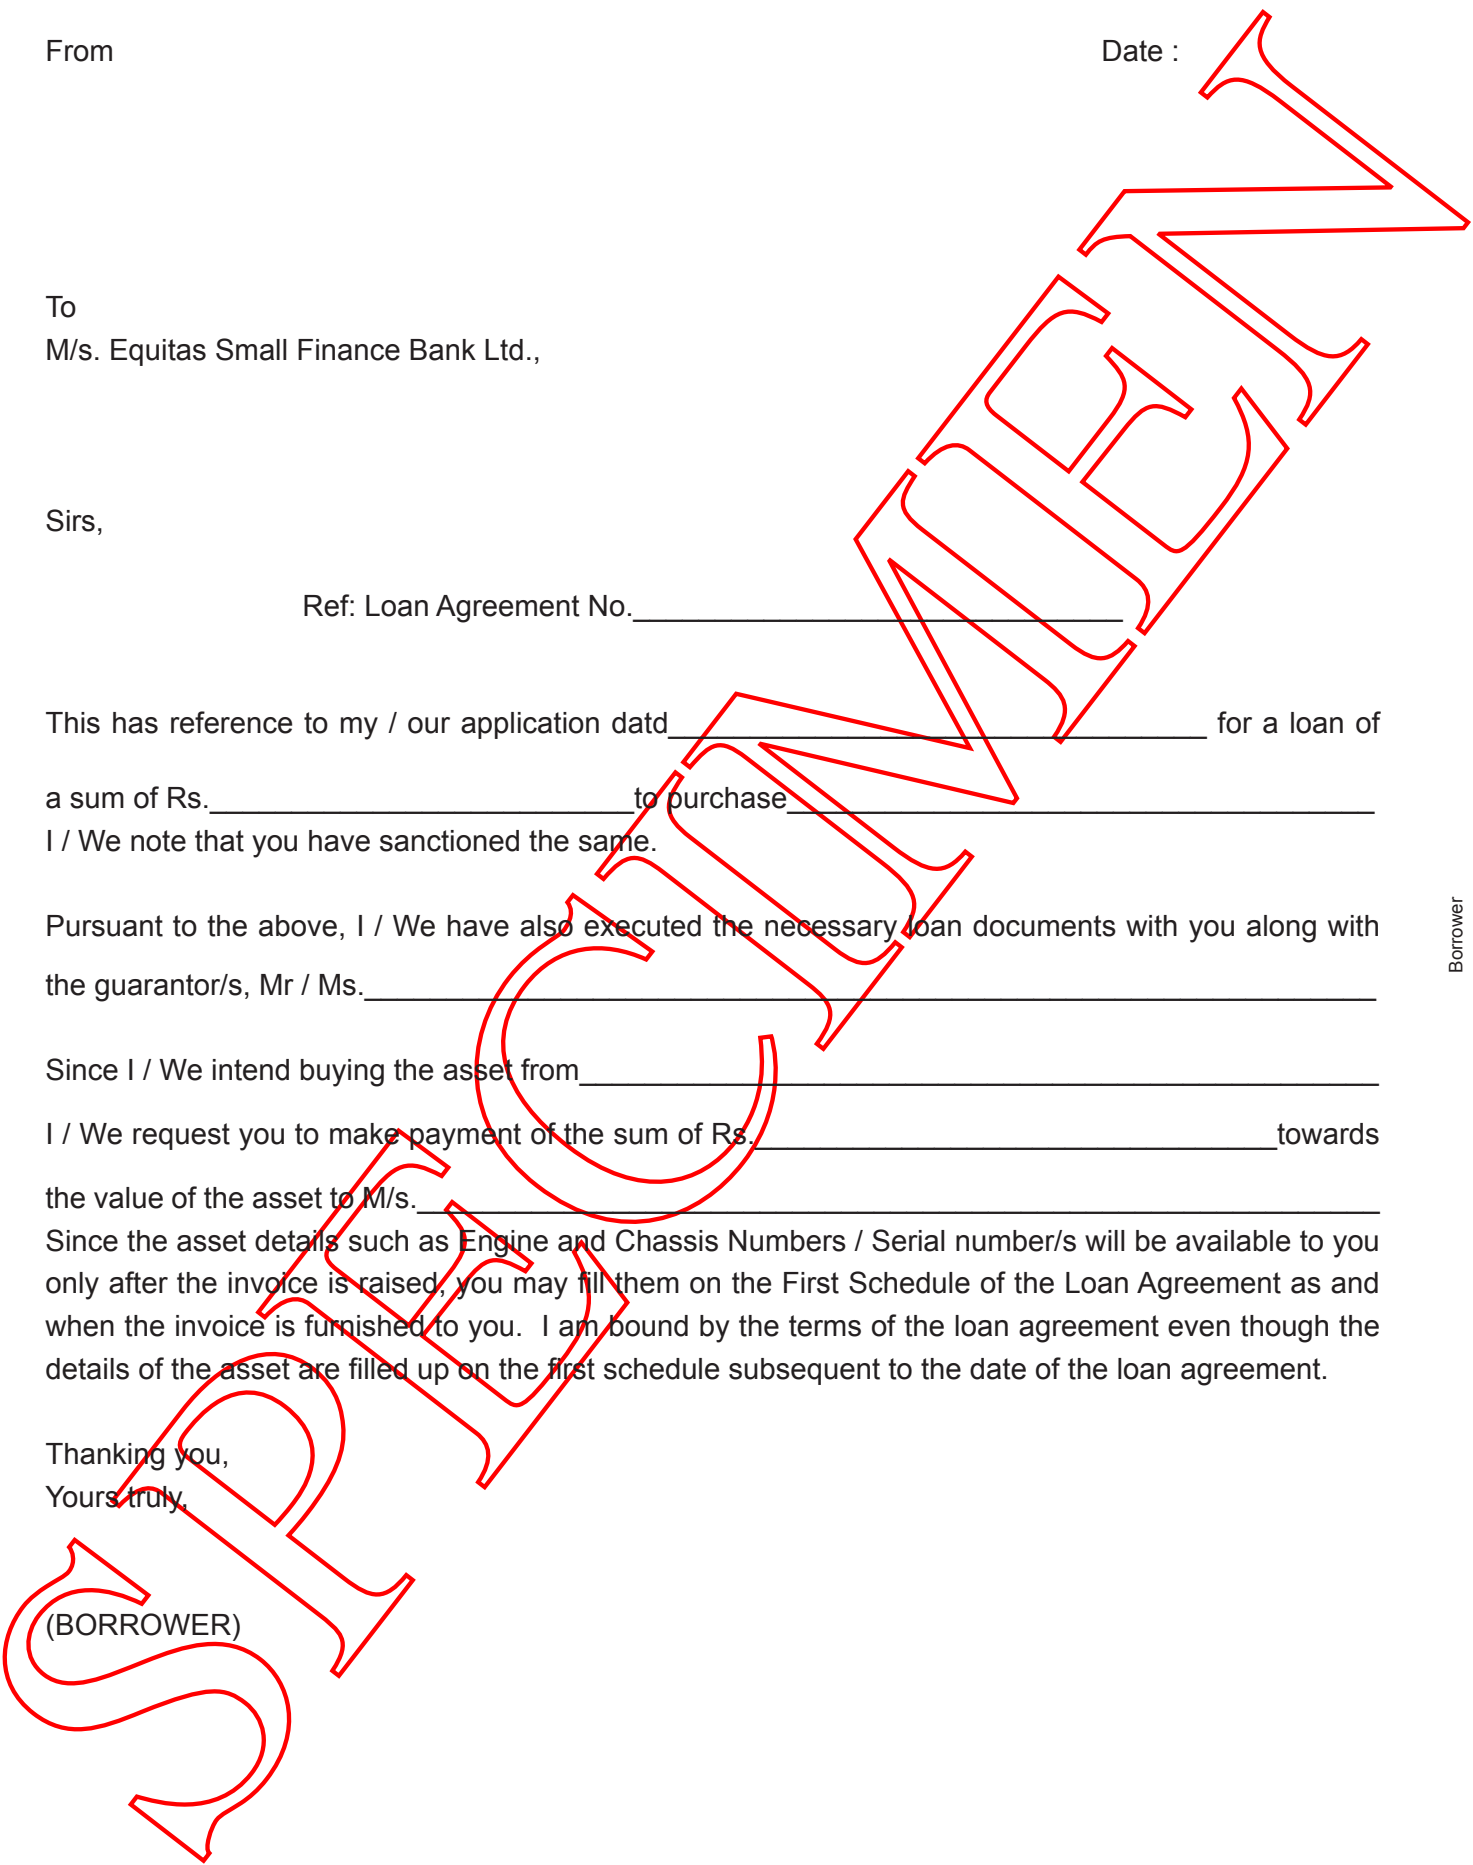 From Date :
To
M/s. Equitas Small Finance Bank Ltd.,
Sirs,
Ref: Loan Agreement No.______________________________
This has reference to my / our application datd_________________________________ for a loan of
a sum of Rs.__________________________to purchase____________________________________
I / We note that you have sanctioned the same.
Pursuant to the above, I / We have also executed the necessary loan documents with you along with
the guarantor/s, Mr / Ms.______________________________________________________________
Since I / We intend buying the asset from_________________________________________________
I / We request you to make payment of the sum of Rs.________________________________towards
the value of the asset to M/s.___________________________________________________________
Since the asset details such as Engine and Chassis Numbers / Serial number/s will be available to you
only after the invoice is raised, you may fill them on the First Schedule of the Loan Agreement as and
when the invoice is furnished to you. I am bound by the terms of the loan agreement even though the
details of the asset are filled up on the first schedule subsequent to the date of the loan agreement.
Thanking you,
Yours truly,
(BORROWER)
Borrower
SPECIMEN